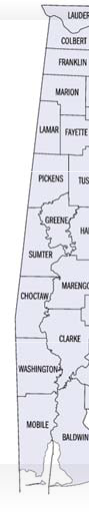 LAUDER
COLBERT
FRANKLIN
MARION
LAMAR FAYETTE
PICKENS TUS
GREENE
HA
SUMTER
MARENGO
CHOCTAW
CLARKE
WASHINGTON
MOBILE
BALDWIN